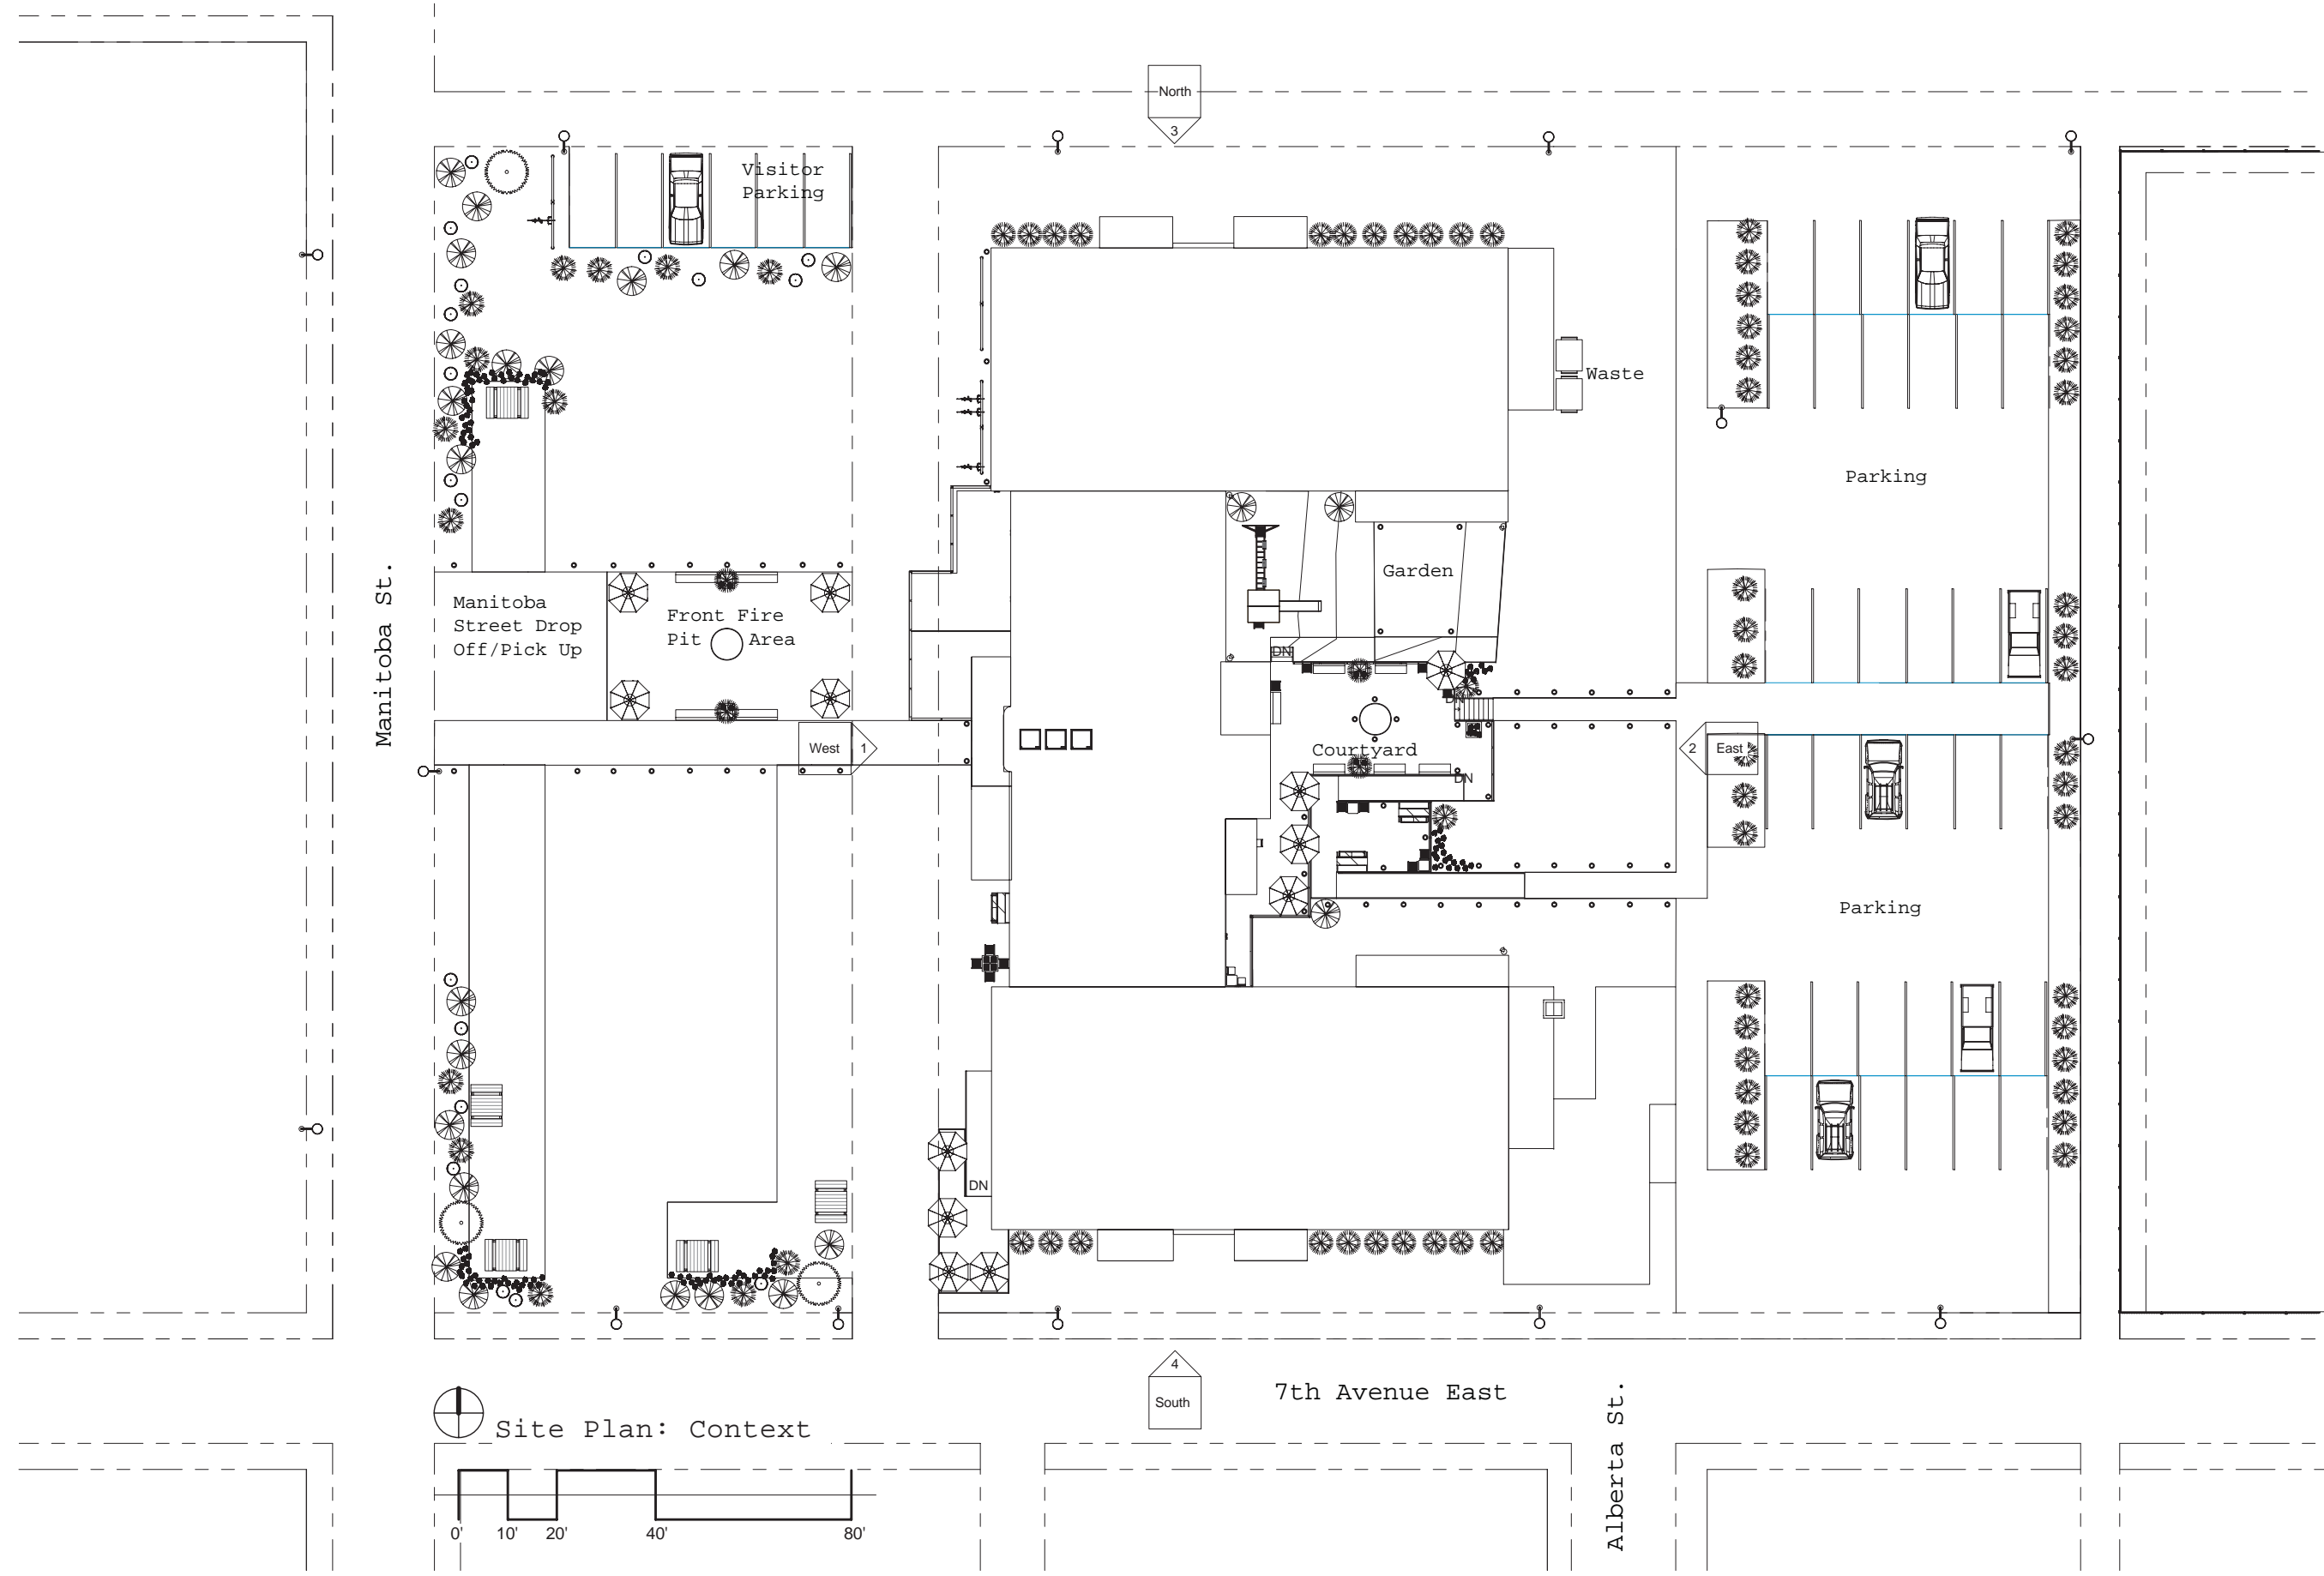 North
3
Visitor
Parking
Waste
Parking
Garden
Manitoba St.
Manitoba
Street Drop
Off/Pick Up
Front Fire
Pit Area
DN
DN
West 1
Courtyard
2 East
DN
Parking
DN
4
South
7th Avenue East
Alberta St.
Site Plan: Context
0' 10' 20' 40' 80'